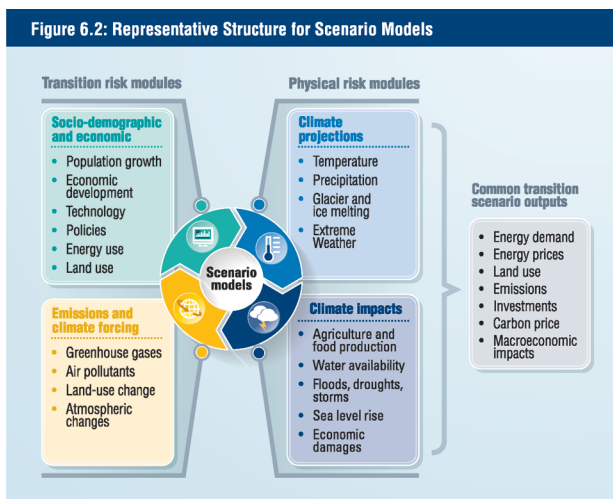 Figure 6.2: Representative Structure for Scenario Models
Transition risk modules
Physical risk modules
Socio-demographic
and economic
• Population growth
• Economic
development
• Technology
• Policies
• Energy use
• Land use
Climate
projections
• Temperature
• Precipitation
• Glacier and
ice melting
• Extreme
Weather
Scenario
models
Emissions and
climate forcing
• Greenhouse gases
• Air pollutants
• Land-use change
• Atmospheric
changes
Climate impacts
• Agriculture and
food production
• Water availability
• Floods, droughts,
storms
• Sea level rise
• Economic
damages
Common transition
scenario outputs
• Energy demand
• Energy prices
• Land use
• Emissions
• Investments
• Carbon price
• Macroeconomic
impacts